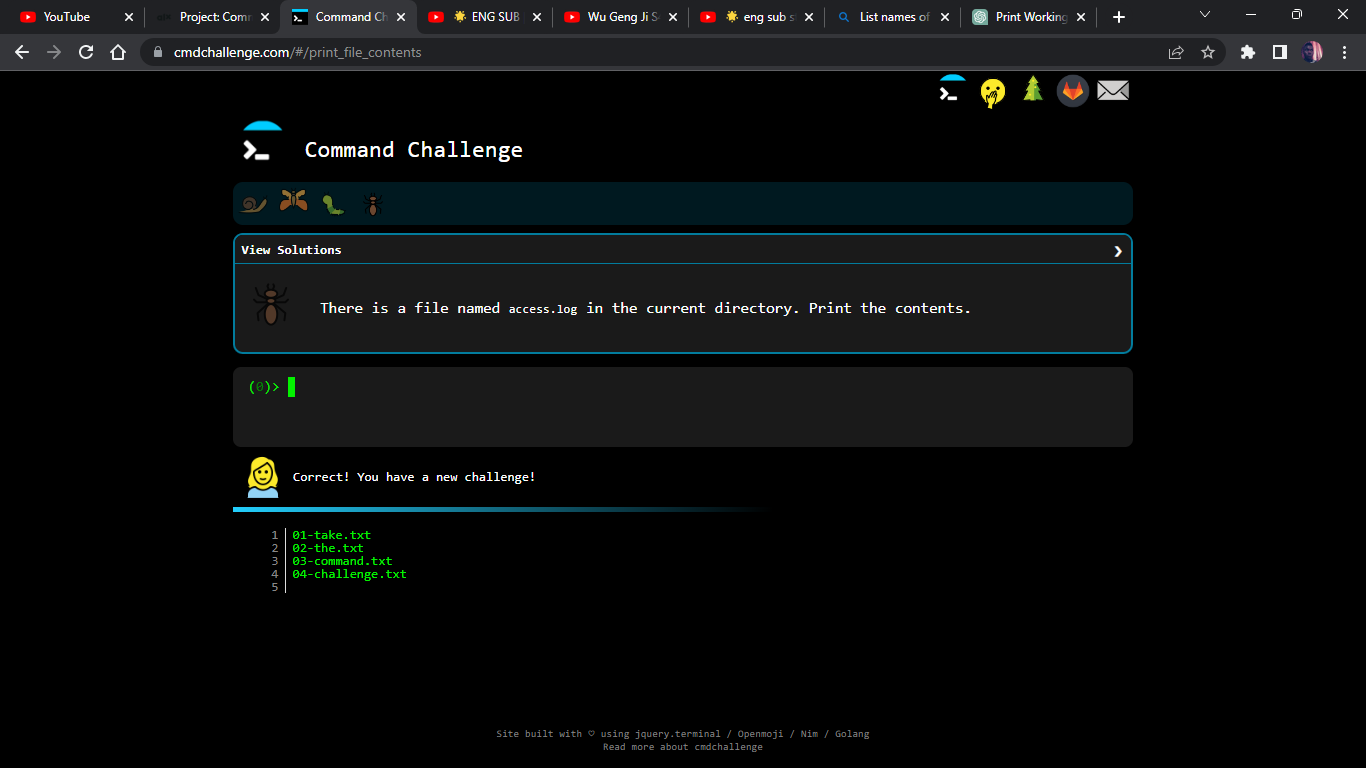 YouTube
Project: Comm
Command Ch
ENG SUB
Wu Geng Ji S
eng sub s
List names of
Print Working
cmdchallenge.com/#/print_file_contents
Command Challenge
View Solutions
There is a file named access.log in the current directory. Print the contents.
(0)>
Correct! You have a new challenge!
1 01-take.txt
2 02-the.txt
3 03-command.txt
4 04-challenge.txt
5
Site built with ♡ using jquery.terminal / Openmoji / Nim / Golang
Read more about cmdchallenge